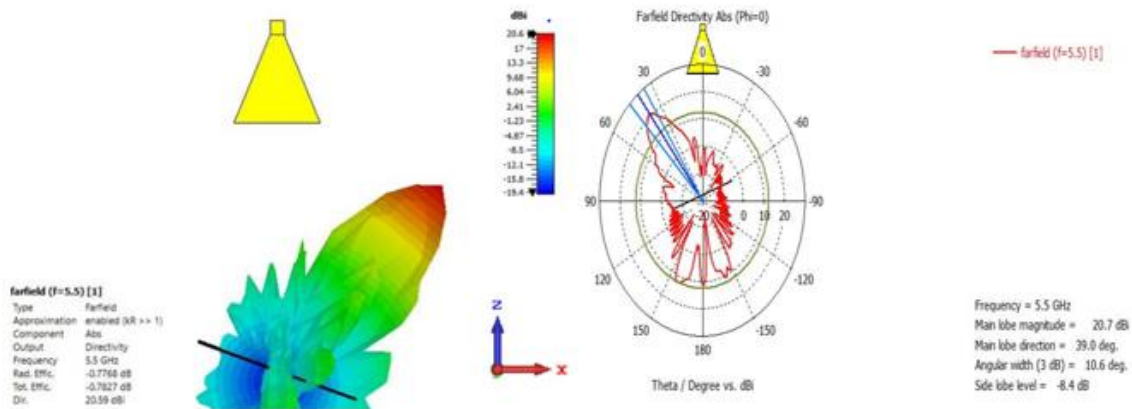 dBi
20.6
17
13.3
9.68
6.04
2.41
-1.23
-4.87
-8.5
-12.1
-15.8
-19.4
Farfield Directivity Abs (Phi=0)
0
30
-30
60
-60
90
-90
20
0
10
20
120
-120
150
-150
180
Theta / Degree vs. dBi
farfield (f=5.5) [1]
farfield (f=5.5) [1]
Type Farfield
Approximation enabled (kR >> 1)
Component Abs
Output Directivity
Frequency 5.5 GHz
Rad. Effic. -0.7768 dB
Tot. Effic. -0.7827 dB
Dir. 20.59 dBi
Z
X
Frequency = 5.5 GHz
Main lobe magnitude = 20.7 dBi
Main lobe direction = 39.0 deg.
Angular width (3 dB) = 10.6 deg.
Side lobe level = -8.4 dB